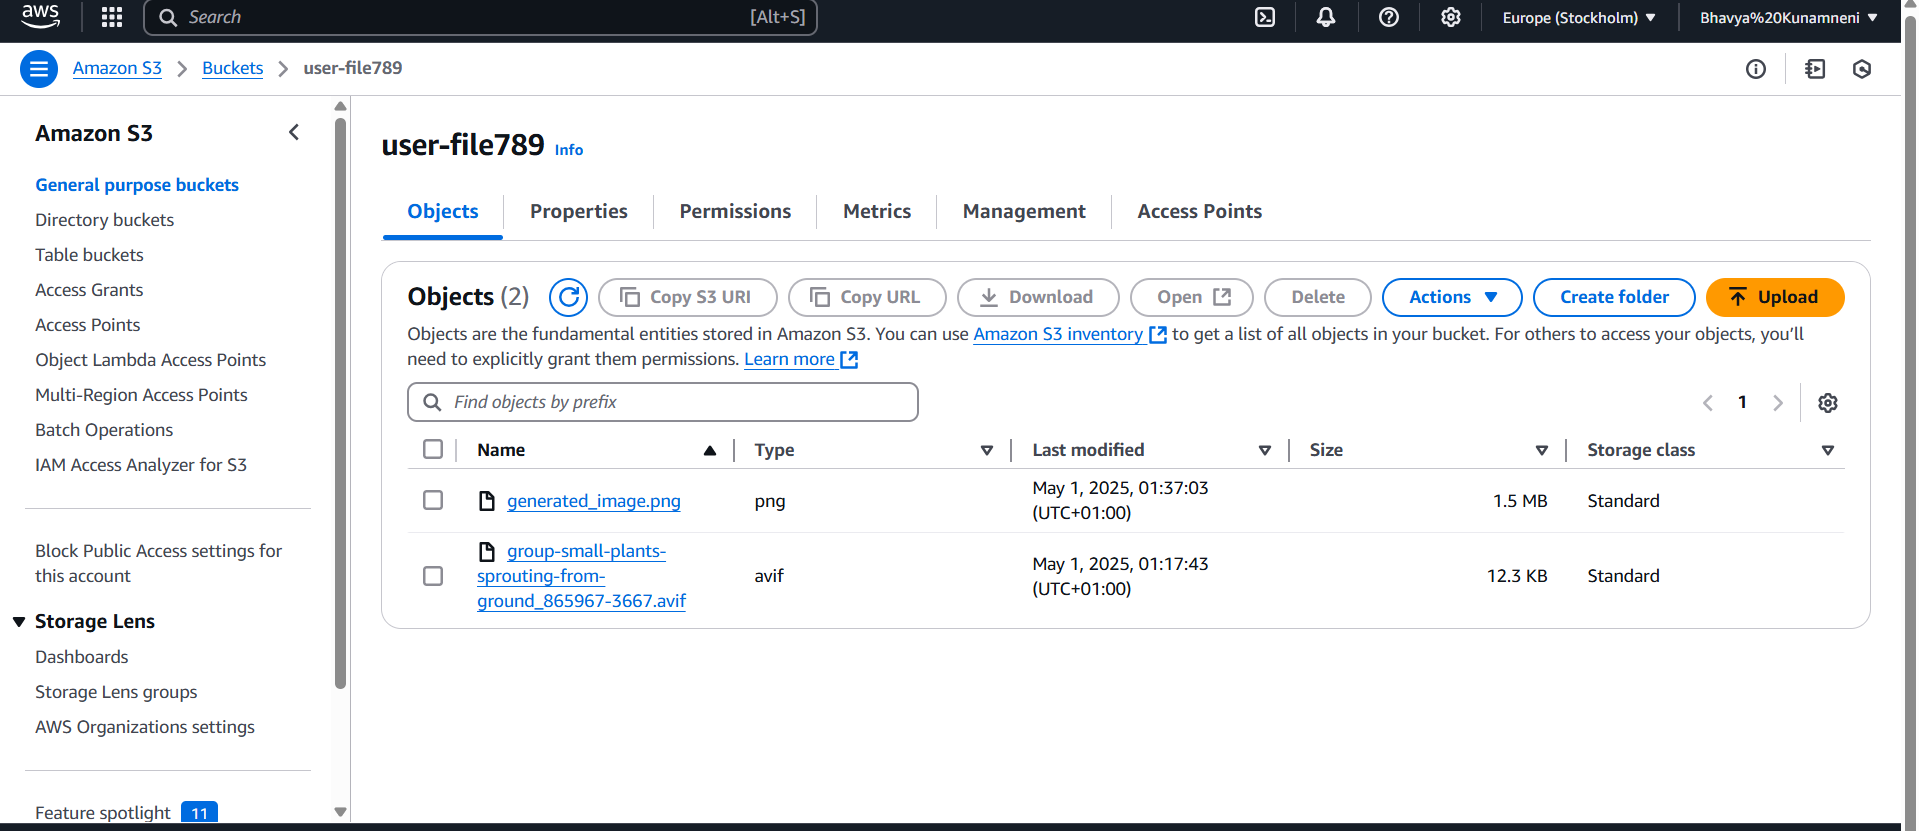 aws
Search [Alt+S]
Europe (Stockholm)
Bhavya%20Kunamneni
Amazon S3
Buckets
user-file789
Amazon S3
General purpose buckets
Directory buckets
Table buckets
Access Grants
Access Points
Object Lambda Access Points
Multi-Region Access Points
Batch Operations
IAM Access Analyzer for S3
Block Public Access settings for
this account
Storage Lens
Dashboards
Storage Lens groups
AWS Organizations settings
Feature spotlight 11
user-file789 Info
Objects
Properties
Permissions
Metrics
Management
Access Points
Objects (2)
Copy S3 URI
Copy URL
Download
Open
Delete
Actions
Create folder
Upload
Objects are the fundamental entities stored in Amazon S3. You can use Amazon S3 inventory to get a list of all objects in your bucket. For others to access your objects, you'll
need to explicitly grant them permissions. Learn more
Find objects by prefix
1
Name
Type
Last modified
Size
Storage class
generated_image.png
png
May 1, 2025, 01:37:03
(UTC+01:00)
1.5 MB
Standard
group-small-plants-
sprouting-from-
ground_865967-3667.avif
avif
May 1, 2025, 01:17:43
(UTC+01:00)
12.3 KB
Standard